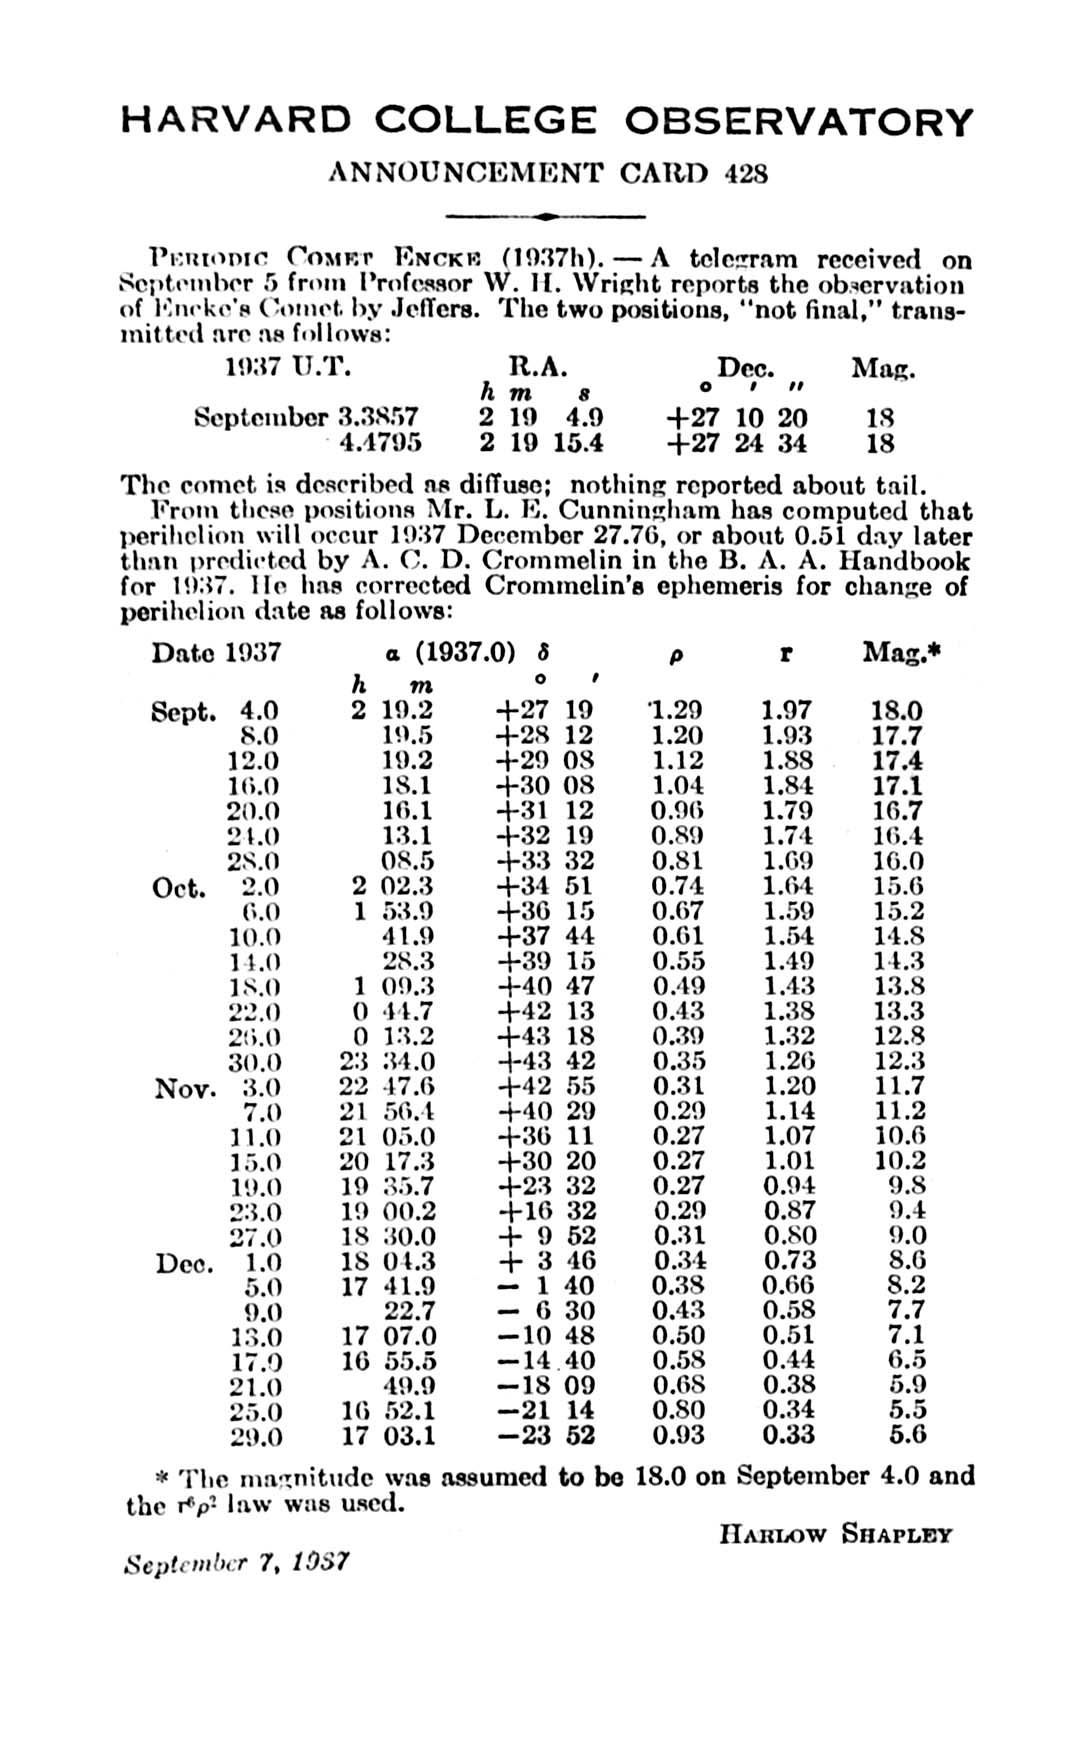 HARVARD COLLEGE OBSERVATORY
ANNOUNCEMENT CARD 428
PERIODIC COMET ENCKE (1937h). — A telegram received on
September 5 from Professor W. H. Wright reports the observation
of Encke's Comet by Jeffers. The two positions, "not final," trans-
mitted are as follows:
1937 U.T. R.A. Dec. Mag.
h m s ° ′ ″
September 3.3857 2 19 4.9 +27 10 20 18
4.4795 2 19 15.4 +27 24 34 18
The comet is described as diffuse; nothing reported about tail.
From these positions Mr. L. E. Cunningham has computed that
perihelion will occur 1937 December 27.76, or about 0.51 day later
than predicted by A. C. D. Crommelin in the B. A. A. Handbook
for 1937. He has corrected Crommelin's ephemeris for change of
perihelion date as follows:
Date 1937 α (1937.0) δ ρ r Mag.*
h m ° ′
Sept. 4.0 2 19.2 +27 19 1.29 1.97 18.0
8.0 19.5 +28 12 1.20 1.93 17.7
12.0 19.2 +29 08 1.12 1.88 17.4
16.0 18.1 +30 08 1.04 1.84 17.1
20.0 16.1 +31 12 0.96 1.79 16.7
24.0 13.1 +32 19 0.89 1.74 16.4
28.0 08.5 +33 32 0.81 1.69 16.0
Oct. 2.0 2 02.3 +34 51 0.74 1.64 15.6
6.0 1 53.9 +36 15 0.67 1.59 15.2
10.0 41.9 +37 44 0.61 1.54 14.8
14.0 28.3 +39 15 0.55 1.49 14.3
18.0 1 09.3 +40 47 0.49 1.43 13.8
22.0 0 44.7 +42 13 0.43 1.38 13.3
26.0 0 13.2 +43 18 0.39 1.32 12.8
30.0 23 34.0 +43 42 0.35 1.26 12.3
Nov. 3.0 22 47.6 +42 55 0.31 1.20 11.7
7.0 21 56.4 +40 29 0.29 1.14 11.2
11.0 21 05.0 +36 11 0.27 1.07 10.6
15.0 20 17.3 +30 20 0.27 1.01 10.2
19.0 19 35.7 +23 32 0.27 0.94 9.8
23.0 19 00.2 +16 32 0.29 0.87 9.4
27.0 18 30.0 + 9 52 0.31 0.80 9.0
Dec. 1.0 18 04.3 + 3 46 0.34 0.73 8.6
5.0 17 41.9 − 1 40 0.38 0.66 8.2
9.0 22.7 − 6 30 0.43 0.58 7.7
13.0 17 07.0 −10 48 0.50 0.51 7.1
17.0 16 55.5 −14 40 0.58 0.44 6.5
21.0 49.9 −18 09 0.68 0.38 5.9
25.0 16 52.1 −21 14 0.80 0.34 5.5
29.0 17 03.1 −23 52 0.93 0.33 5.6
* The magnitude was assumed to be 18.0 on September 4.0 and
the r⁶ρ² law was used.
HARLOW SHAPLEY
September 7, 1937